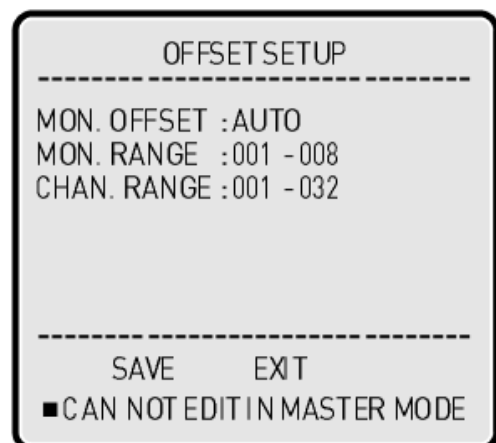 OFFSET SETUP
MON. OFFSET : AUTO
MON. RANGE : 001 - 008
CHAN. RANGE : 001 - 032
SAVE EXIT
■ CAN NOT EDIT IN MASTER MODE